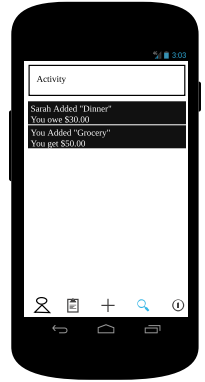 3:03
Activity
Sarah Added "Dinner"
You owe $30.00
You Added "Grocery"
You get $50.00